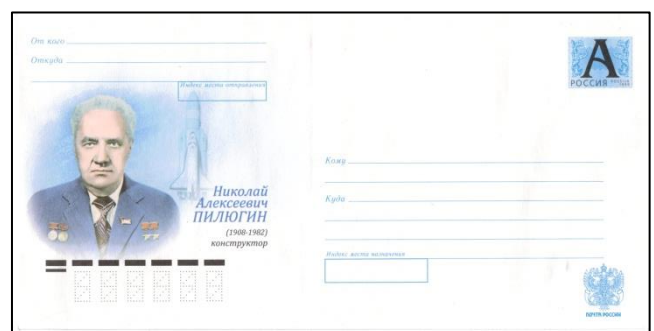 От кого
Откуда
Индекс места отправления
Николай
Алексеевич
ПИЛЮГИН
(1908-1982)
конструктор
А
РОССИЯ
Кому
Куда
Индекс места назначения
ПОЧТА РОССИИ